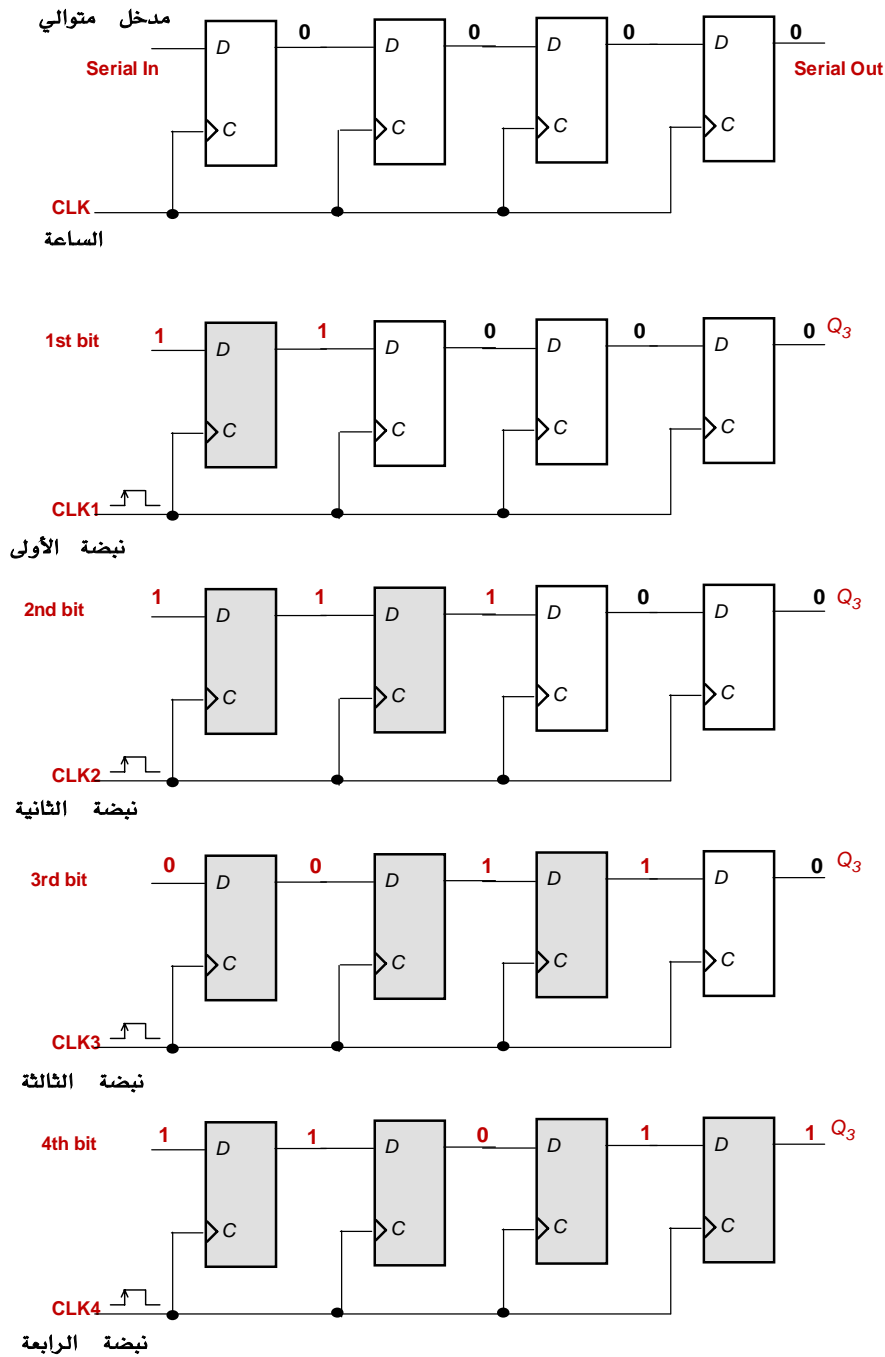 مدخل متوالي
D 0 D 0 D 0 D 0
Serial In Serial Out
C C C C
CLK
الساعة
1st bit 1 D 1 D 0 D 0 D 0 Q3
C C C C
CLK1
نبضة الأولى
2nd bit 1 D 1 D 1 D 0 D 0 Q3
C C C C
CLK2
نبضة الثانية
3rd bit 0 D 0 D 1 D 1 D 0 Q3
C C C C
CLK3
نبضة الثالثة
4th bit 1 D 1 D 0 D 1 D 1 Q3
C C C C
CLK4
نبضة الرابعة